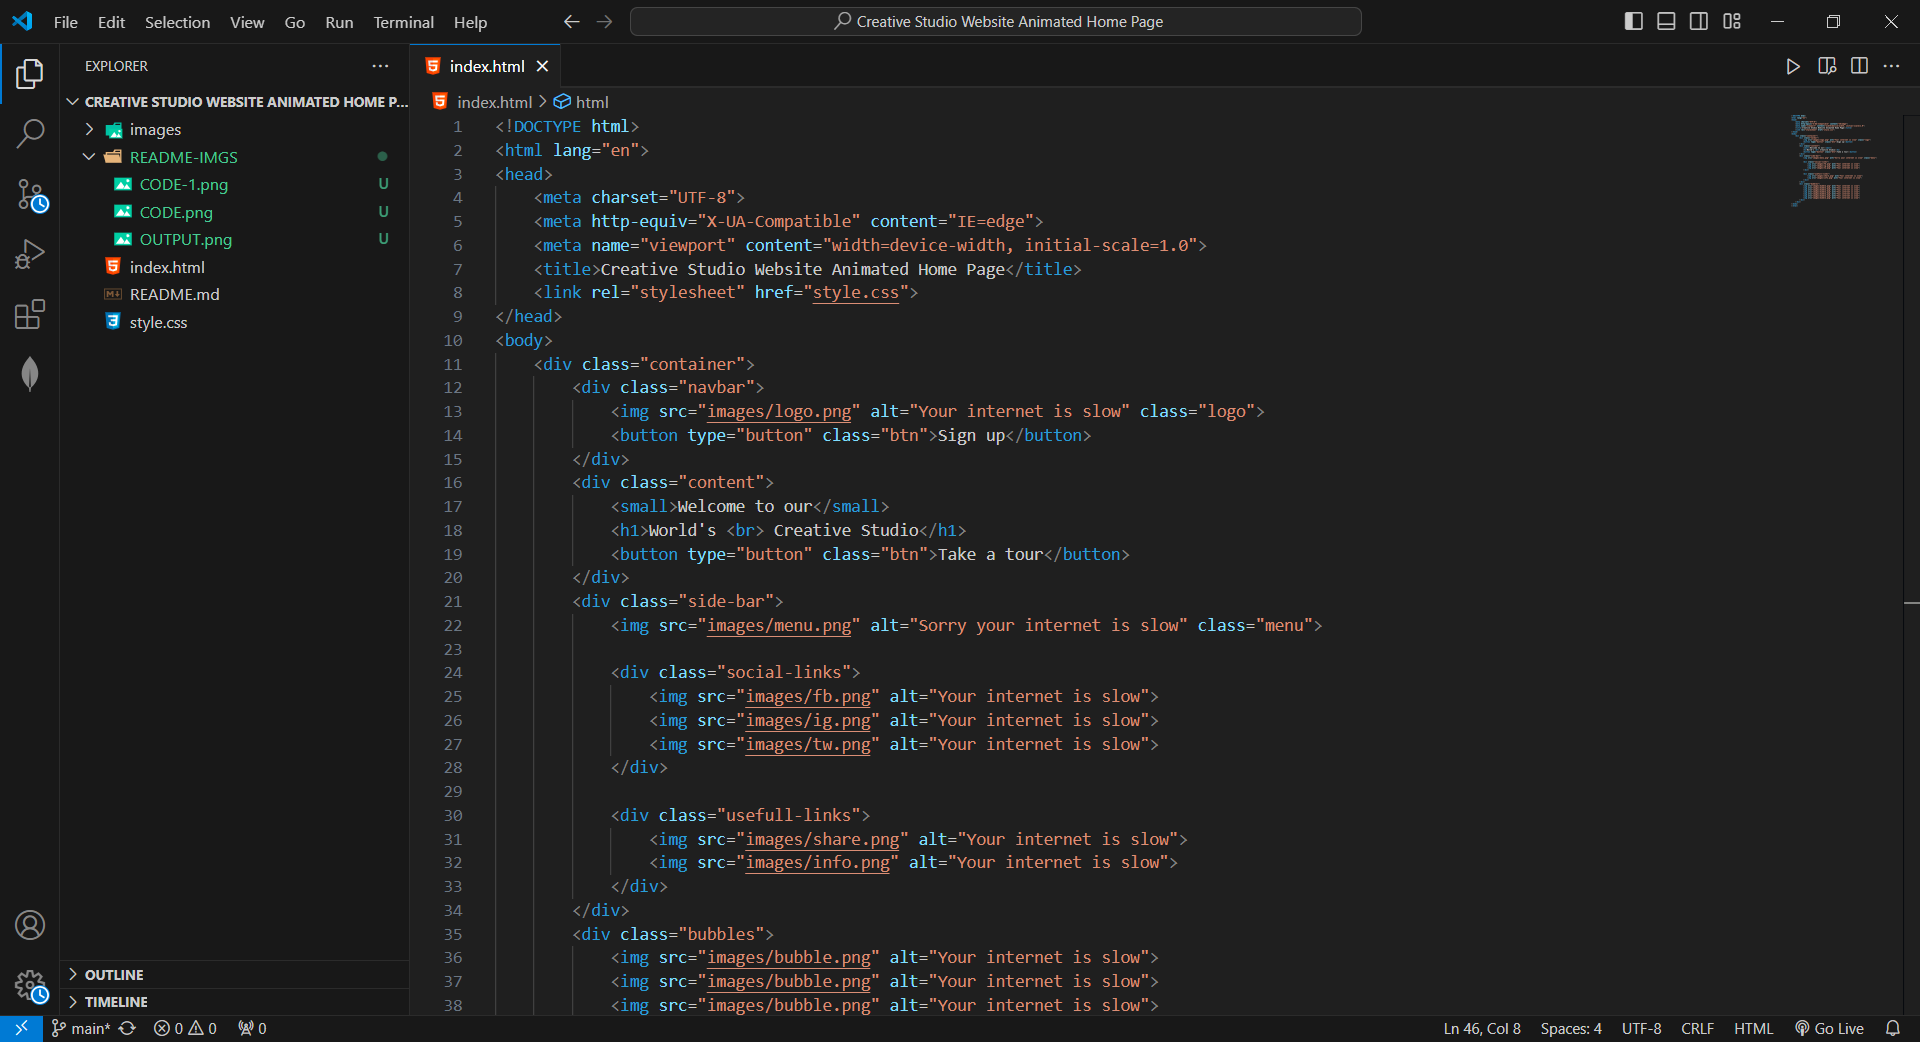 File Edit Selection View Go Run Terminal Help
Creative Studio Website Animated Home Page
EXPLORER
CREATIVE STUDIO WEBSITE ANIMATED HOME P...
images
README-IMGS
CODE-1.png U
CODE.png U
OUTPUT.png U
index.html
README.md
style.css
OUTLINE
TIMELINE
index.html
index.html > html
1 <!DOCTYPE html>
2 <html lang="en">
3 <head>
4 <meta charset="UTF-8">
5 <meta http-equiv="X-UA-Compatible" content="IE=edge">
6 <meta name="viewport" content="width=device-width, initial-scale=1.0">
7 <title>Creative Studio Website Animated Home Page</title>
8 <link rel="stylesheet" href="style.css">
9 </head>
10 <body>
11 <div class="container">
12 <div class="navbar">
13 <img src="images/logo.png" alt="Your internet is slow" class="logo">
14 <button type="button" class="btn">Sign up</button>
15 </div>
16 <div class="content">
17 <small>Welcome to our</small>
18 <h1>World's <br> Creative Studio</h1>
19 <button type="button" class="btn">Take a tour</button>
20 </div>
21 <div class="side-bar">
22 <img src="images/menu.png" alt="Sorry your internet is slow" class="menu">
23
24 <div class="social-links">
25 <img src="images/fb.png" alt="Your internet is slow">
26 <img src="images/ig.png" alt="Your internet is slow">
27 <img src="images/tw.png" alt="Your internet is slow">
28 </div>
29
30 <div class="usefull-links">
31 <img src="images/share.png" alt="Your internet is slow">
32 <img src="images/info.png" alt="Your internet is slow">
33 </div>
34 </div>
35 <div class="bubbles">
36 <img src="images/bubble.png" alt="Your internet is slow">
37 <img src="images/bubble.png" alt="Your internet is slow">
38 <img src="images/bubble.png" alt="Your internet is slow">
main* 0 0 0 Ln 46, Col 8 Spaces: 4 UTF-8 CRLF HTML Go Live